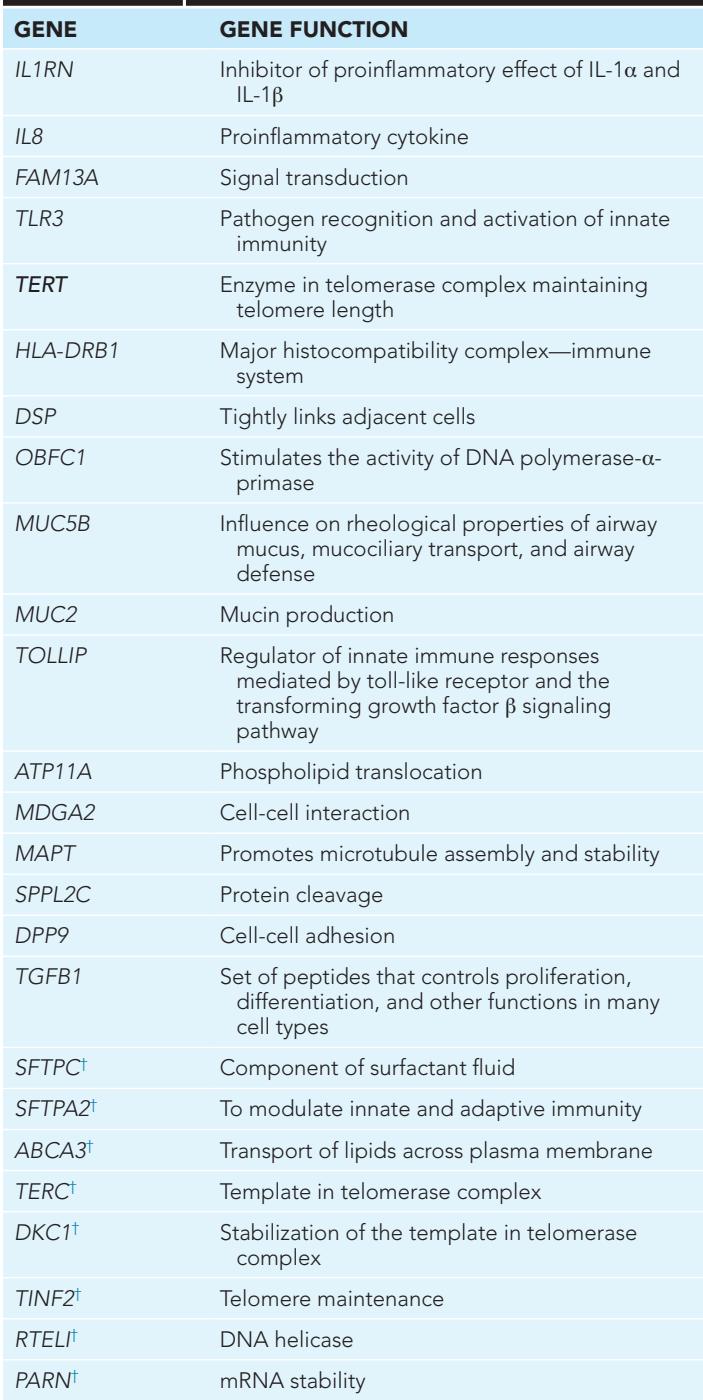 GENE GENE FUNCTION
IL1RN Inhibitor of proinflammatory effect of IL-1α and
IL-1β
IL8 Proinflammatory cytokine
FAM13A Signal transduction
TLR3 Pathogen recognition and activation of innate
immunity
TERT Enzyme in telomerase complex maintaining
telomere length
HLA-DRB1 Major histocompatibility complex—immune
system
DSP Tightly links adjacent cells
OBFC1 Stimulates the activity of DNA polymerase-α-
primase
MUC5B Influence on rheological properties of airway
mucus, mucociliary transport, and airway
defense
MUC2 Mucin production
TOLLIP Regulator of innate immune responses
mediated by toll-like receptor and the
transforming growth factor β signaling
pathway
ATP11A Phospholipid translocation
MDGA2 Cell-cell interaction
MAPT Promotes microtubule assembly and stability
SPPL2C Protein cleavage
DPP9 Cell-cell adhesion
TGFB1 Set of peptides that controls proliferation,
differentiation, and other functions in many
cell types
SFTPC† Component of surfactant fluid
SFTPA2† To modulate innate and adaptive immunity
ABCA3† Transport of lipids across plasma membrane
TERC† Template in telomerase complex
DKC1† Stabilization of the template in telomerase
complex
TINF2† Telomere maintenance
RTELI† DNA helicase
PARN† mRNA stability